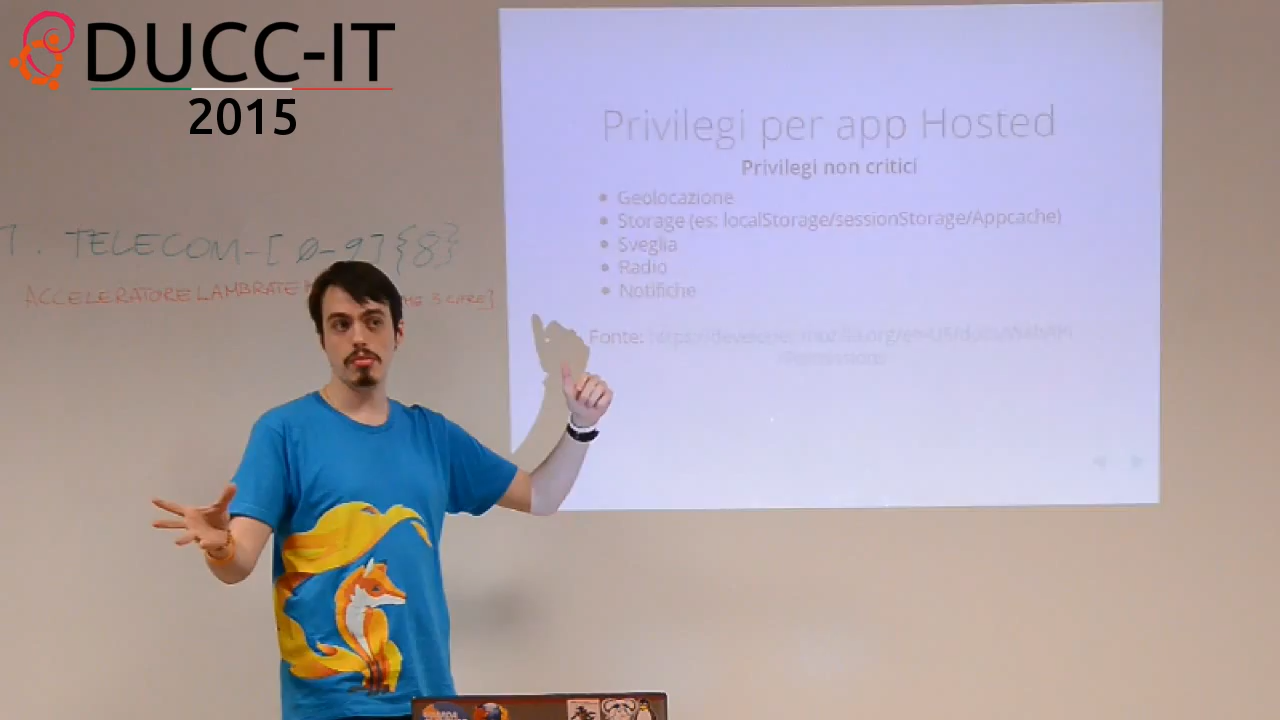 DUCC-IT
2015
Privilegi per app Hosted
Privilegi non critici
Geolocazione
Storage (es: localStorage/sessionStorage/Appcache)
Sveglia
Radio
Notifiche
Fonte:
TELECOM-[0-9]{8}
ACCELERATORE LAMBRATE